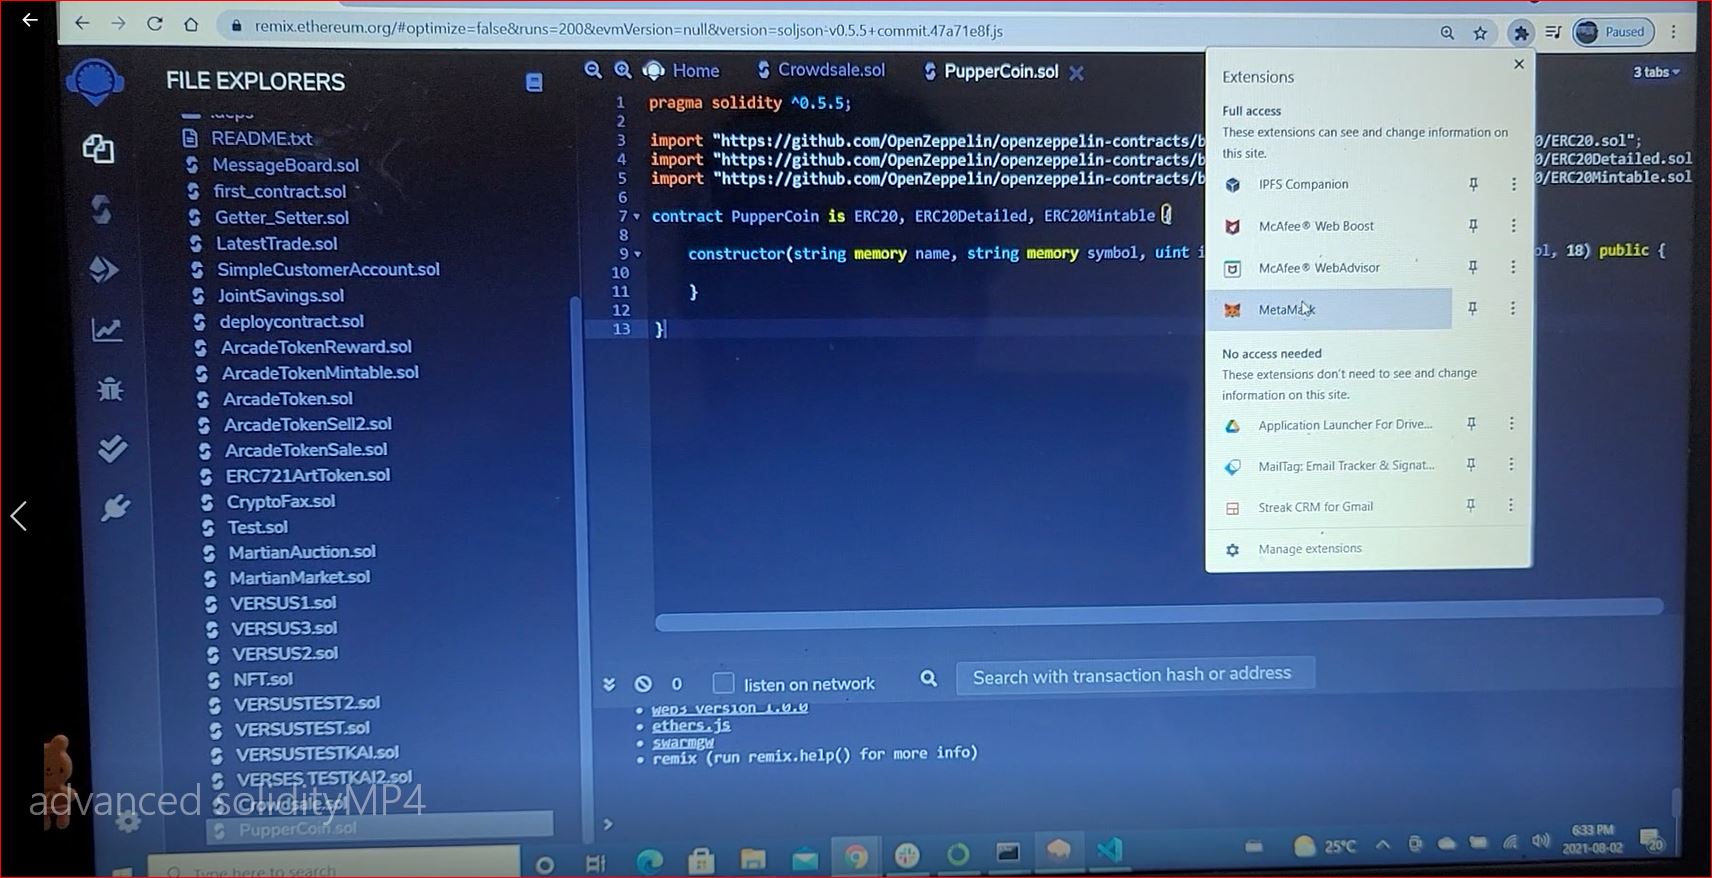 remix.ethereum.org/#optimize=false&runs=200&evmVersion=null&version=soljson-v0.5.5+commit.47a71e8f.js
Paused
FILE EXPLORERS
README.txt
MessageBoard.sol
first_contract.sol
Getter_Setter.sol
LatestTrade.sol
SimpleCustomerAccount.sol
JointSavings.sol
deploycontract.sol
ArcadeTokenReward.sol
ArcadeTokenMintable.sol
ArcadeToken.sol
ArcadeTokenSell2.sol
ArcadeTokenSale.sol
ERC721ArtToken.sol
CryptoFax.sol
Test.sol
MartianAuction.sol
MartianMarket.sol
VERSUS1.sol
VERSUS3.sol
VERSUS2.sol
NFT.sol
VERSUSTEST2.sol
VERSUSTEST.sol
VERSUSTESTKAI.sol
VERSES TESTKAI2.sol
Crowdsale.sol
PupperCoin.sol
advanced solidityMP4
Home Crowdsale.sol PupperCoin.sol
3 tabs
1 pragma solidity ^0.5.5;
2
3 import "https://github.com/OpenZeppelin/openzeppelin-contracts/b 0/ERC20.sol";
4 import "https://github.com/OpenZeppelin/openzeppelin-contracts/b 0/ERC20Detailed.sol
5 import "https://github.com/OpenZeppelin/openzeppelin-contracts/b 0/ERC20Mintable.sol
6
7 contract PupperCoin is ERC20, ERC20Detailed, ERC20Mintable {
8
9 constructor(string memory name, string memory symbol, uint i ol, 18) public {
10
11 }
12
13 }
Extensions
Full access
These extensions can see and change information on
this site.
IPFS Companion
McAfee® Web Boost
McAfee® WebAdvisor
MetaMask
No access needed
These extensions don't need to see and change
information on this site.
Application Launcher For Drive...
MailTag: Email Tracker & Signat...
Streak CRM for Gmail
Manage extensions
0 listen on network Search with transaction hash or address
web3 version 1.0.0
ethers.js
swarmgw
remix (run remix.help() for more info)
>
Type here to search
25°C
6:33 PM
2021-08-02
20